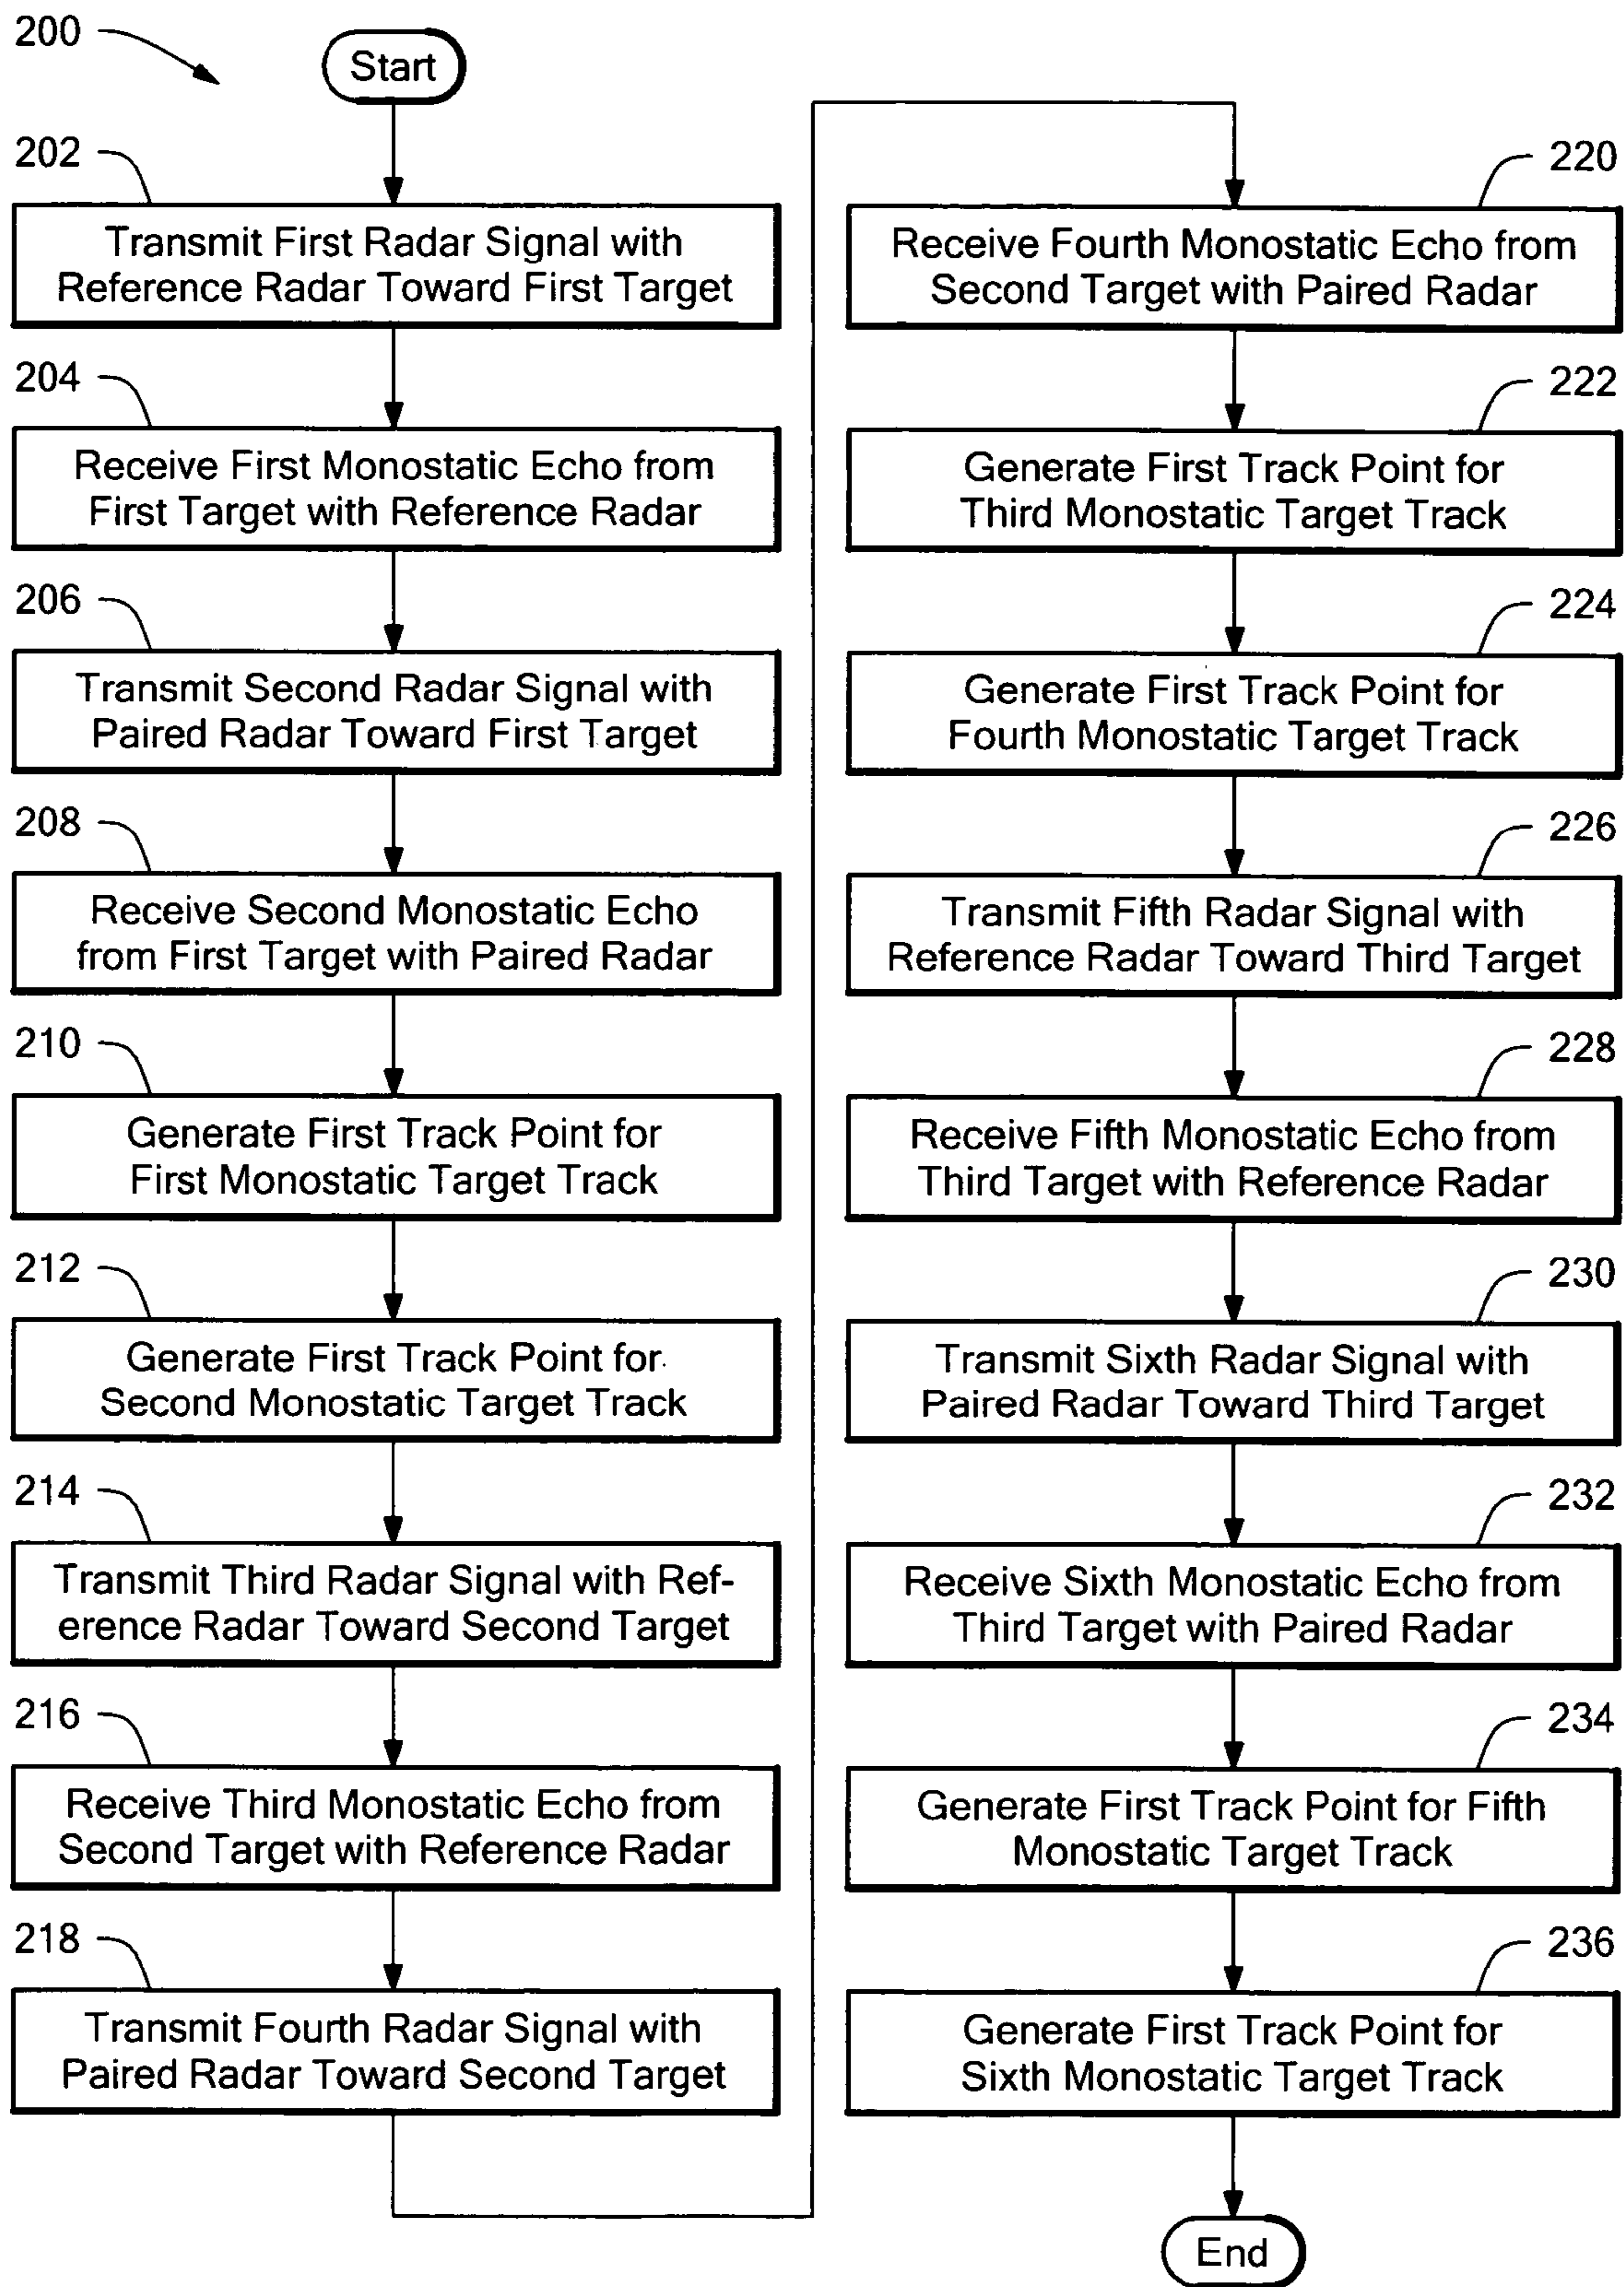 200
Start
202
Transmit First Radar Signal with
Reference Radar Toward First Target
204
Receive First Monostatic Echo from
First Target with Reference Radar
206
Transmit Second Radar Signal with
Paired Radar Toward First Target
208
Receive Second Monostatic Echo
from First Target with Paired Radar
210
Generate First Track Point for
First Monostatic Target Track
212
Generate First Track Point for
Second Monostatic Target Track
214
Transmit Third Radar Signal with Ref-
erence Radar Toward Second Target
216
Receive Third Monostatic Echo from
Second Target with Reference Radar
218
Transmit Fourth Radar Signal with
Paired Radar Toward Second Target
220
Receive Fourth Monostatic Echo from
Second Target with Paired Radar
222
Generate First Track Point for
Third Monostatic Target Track
224
Generate First Track Point for
Fourth Monostatic Target Track
226
Transmit Fifth Radar Signal with
Reference Radar Toward Third Target
228
Receive Fifth Monostatic Echo from
Third Target with Reference Radar
230
Transmit Sixth Radar Signal with
Paired Radar Toward Third Target
232
Receive Sixth Monostatic Echo from
Third Target with Paired Radar
234
Generate First Track Point for Fifth
Monostatic Target Track
236
Generate First Track Point for
Sixth Monostatic Target Track
End